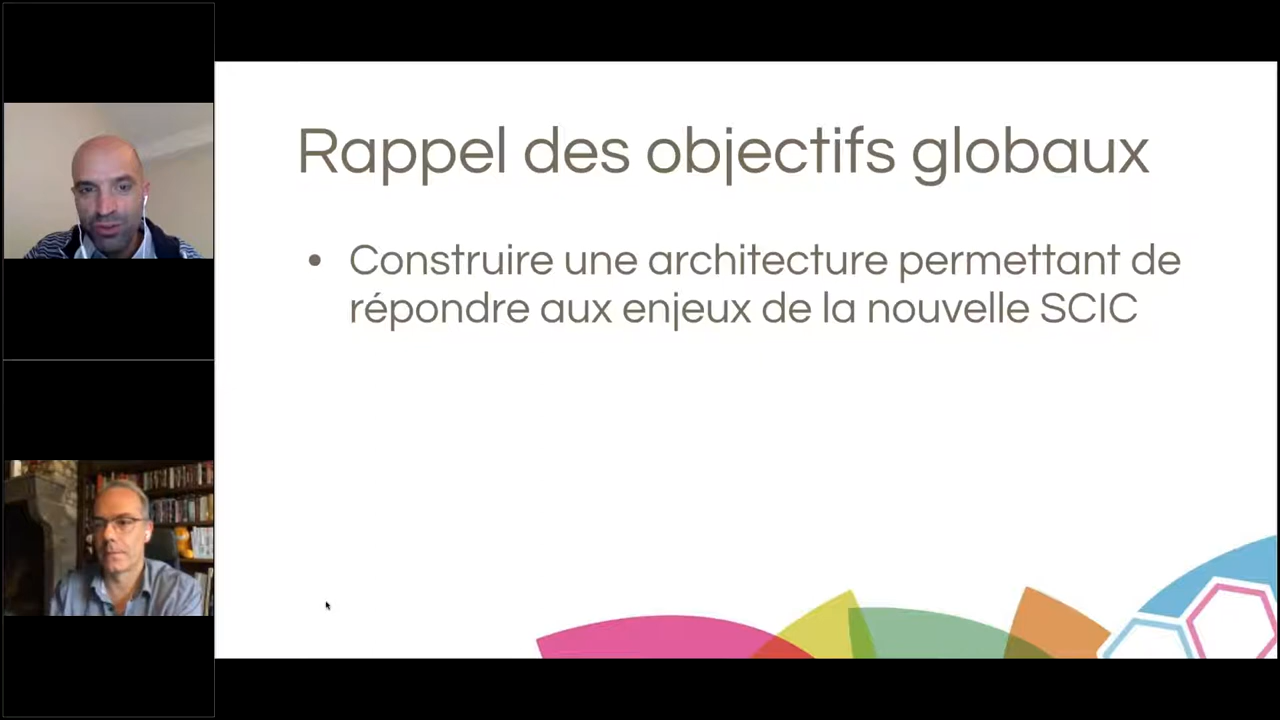 Rappel des objectifs globaux
• Construire une architecture permettant de
répondre aux enjeux de la nouvelle SCIC